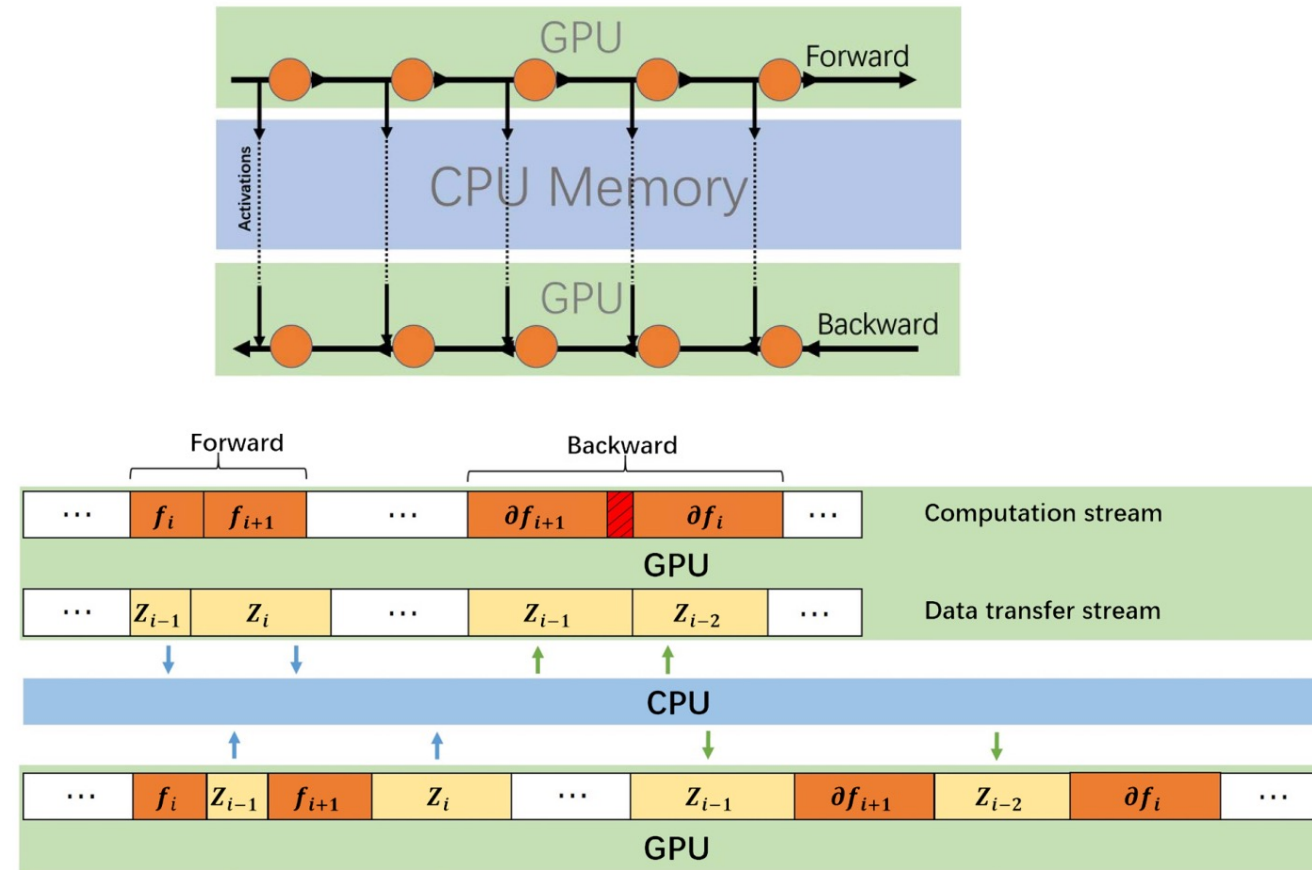 GPU
Forward
Activations
CPU Memory
GPU
Backward
Forward Backward
⋯ f_i f_{i+1} ⋯ ∂f_{i+1} ∂f_i ⋯ Computation stream
GPU
⋯ Z_{i−1} Z_i ⋯ Z_{i−1} Z_{i−2} ⋯ Data transfer stream
CPU
⋯ f_i Z_{i−1} f_{i+1} Z_i ⋯ Z_{i−1} ∂f_{i+1} Z_{i−2} ∂f_i ⋯
GPU